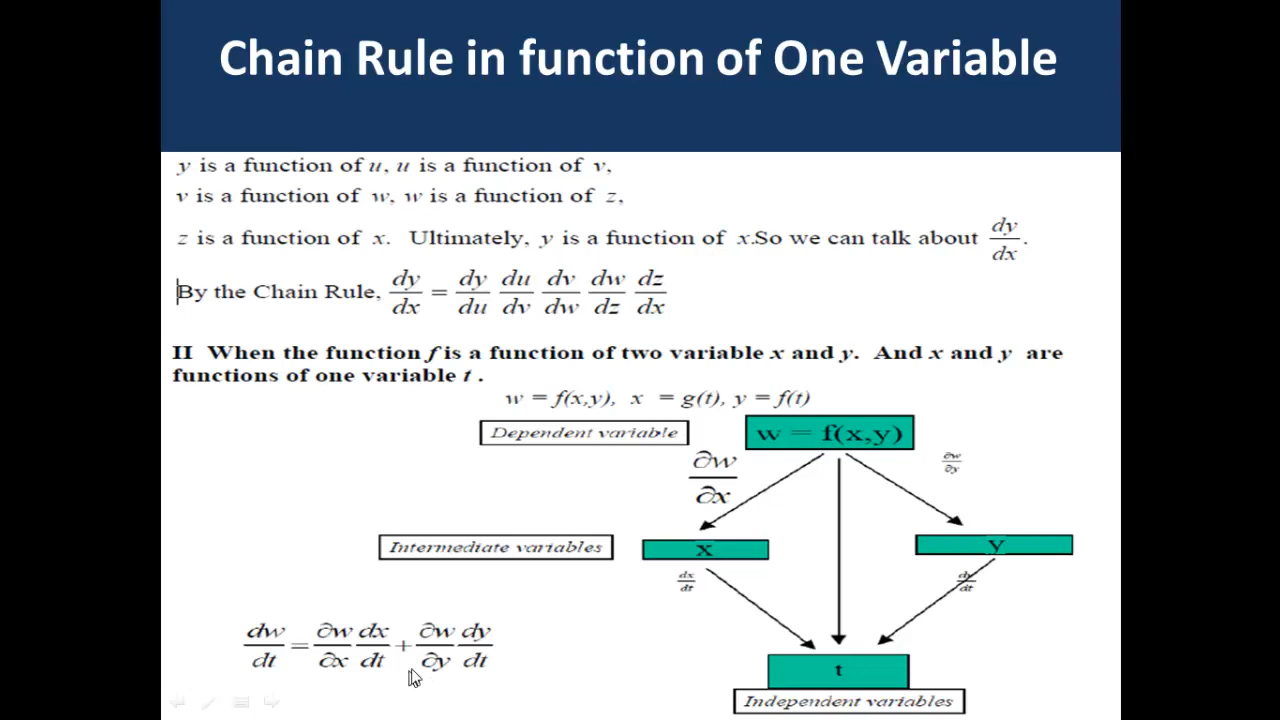 Chain Rule in function of One Variable
y is a function of u, u is a function of v,
v is a function of w, w is a function of z,
z is a function of x. Ultimately, y is a function of x.So we can talk about dy/dx.
By the Chain Rule, dy/dx = dy/du du/dv dv/dw dw/dz dz/dx
II When the function f is a function of two variable x and y. And x and y are
functions of one variable t .
w = f(x,y), x = g(t), y = f(t)
Dependent variable
w = f(x,y)
∂w/∂x
∂w/∂y
Intermediate variables
x
y
dx/dt
dy/dt
dw/dt = ∂w/∂x dx/dt + ∂w/∂y dy/dt
t
Independent variables